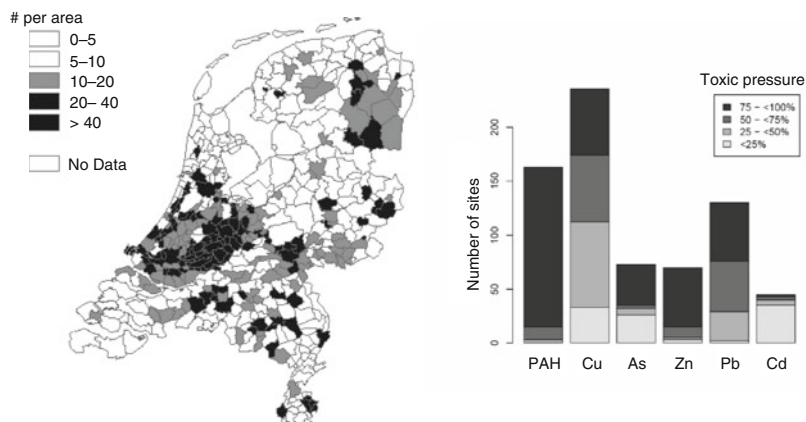 # per area
0–5
5–10
10–20
20– 40
> 40
No Data
Toxic pressure
75 – <100%
50 – <75%
25 – <50%
<25%
Number of sites
200
150
100
50
0
PAH Cu As Zn Pb Cd